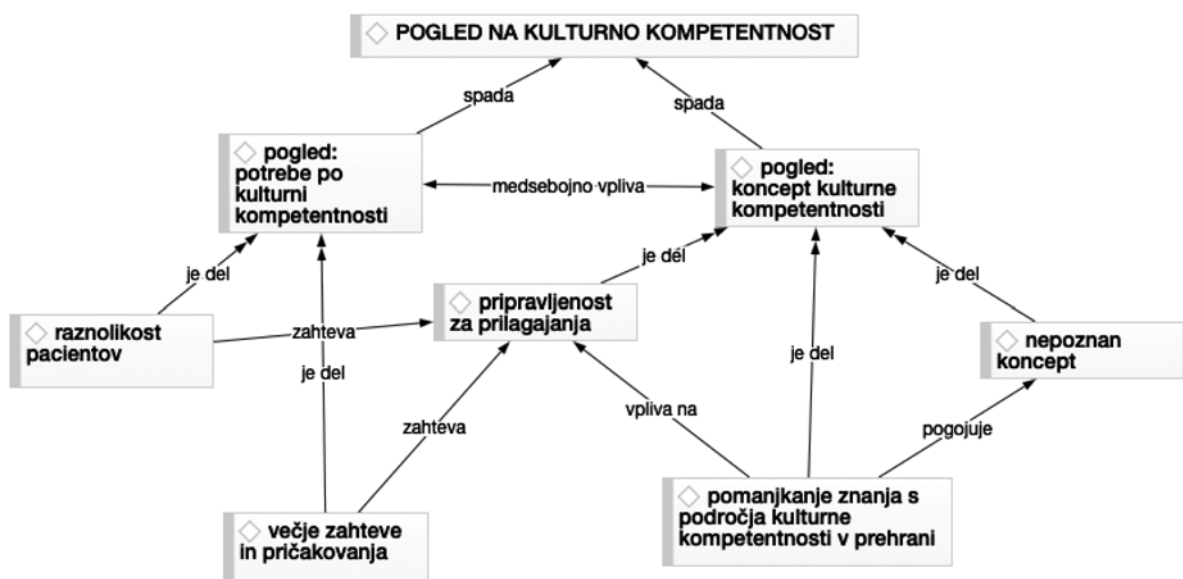 POGLED NA KULTURNO KOMPETENTNOST
spada
spada
pogled:
potrebe po
kulturni
kompetentnosti
medsebojno vpliva
pogled:
koncept kulturne
kompetentnosti
je del
je del
je del
raznolikost
pacientov
zahteva
pripravljenost
za prilagajanja
nepoznan
koncept
je del
je del
zahteva
vpliva na
pogojuje
večje zahteve
in pričakovanja
pomanjkanje znanja s
področja kulturne
kompetentnosti v prehrani